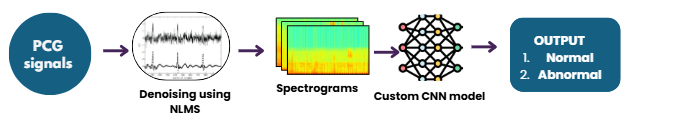 PCG
signals
Denoising using
NLMS
Spectrograms
Custom CNN model
OUTPUT
1. Normal
2. Abnormal